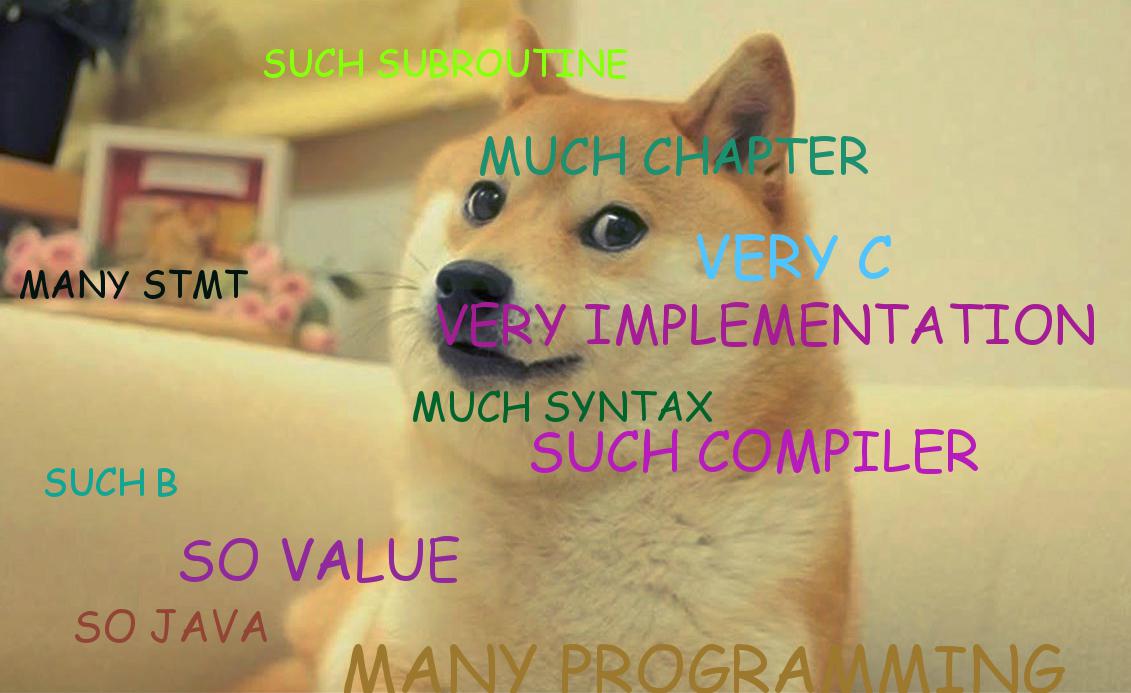 SUCH SUBROUTINE
MUCH CHAPTER
VERY C
MANY STMT
VERY IMPLEMENTATION
MUCH SYNTAX
SUCH COMPILER
SUCH B
SO VALUE
SO JAVA
MANY PROGRAMMING